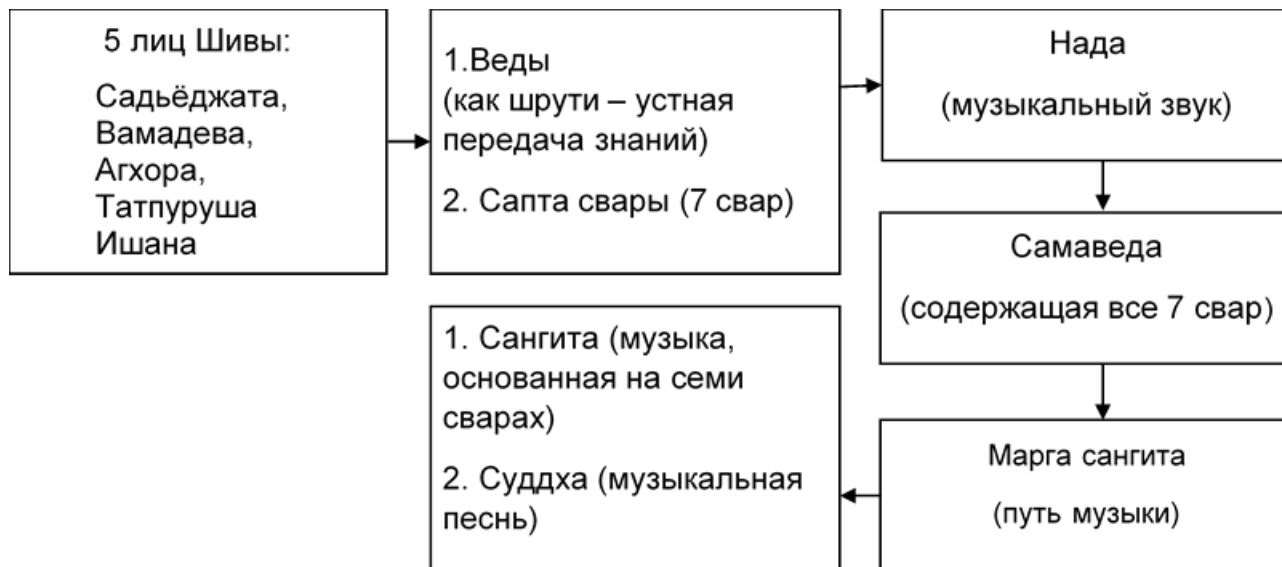 5 лиц Шивы:
Садьёджата,
Вамадева,
Агхора,
Татпуруша
Ишана
1.Веды
(как шрути – устная
передача знаний)
2. Сапта свары (7 свар)
Нада
(музыкальный звук)
Самаведа
(содержащая все 7 свар)
Марга сангита
(путь музыки)
1. Сангита (музыка,
основанная на семи
сварах)
2. Суддха (музыкальная
песнь)